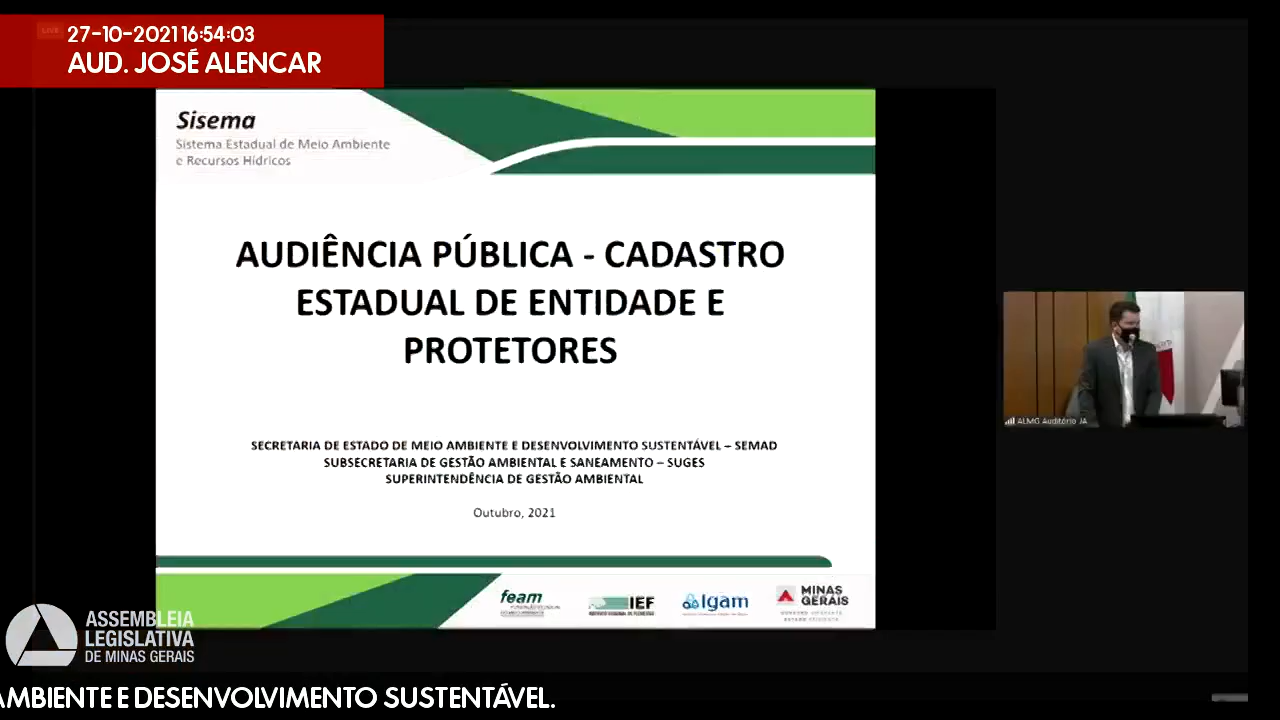 27-10-2021 16:54:03
AUD. JOSÉ ALENCAR
Sisema
Sistema Estadual de Meio Ambiente
e Recursos Hídricos
AUDIÊNCIA PÚBLICA - CADASTRO
ESTADUAL DE ENTIDADE E
PROTETORES
SECRETARIA DE ESTADO DE MEIO AMBIENTE E DESENVOLVIMENTO SUSTENTÁVEL – SEMAD
SUBSECRETARIA DE GESTÃO AMBIENTAL E SANEAMENTO – SUGES
SUPERINTENDÊNCIA DE GESTÃO AMBIENTAL
Outubro, 2021
ALMG Auditório JA
feam
IEF
Igam
MINAS
GERAIS
ASSEMBLEIA
LEGISLATIVA
DE MINAS GERAIS
AMBIENTE E DESENVOLVIMENTO SUSTENTÁVEL.